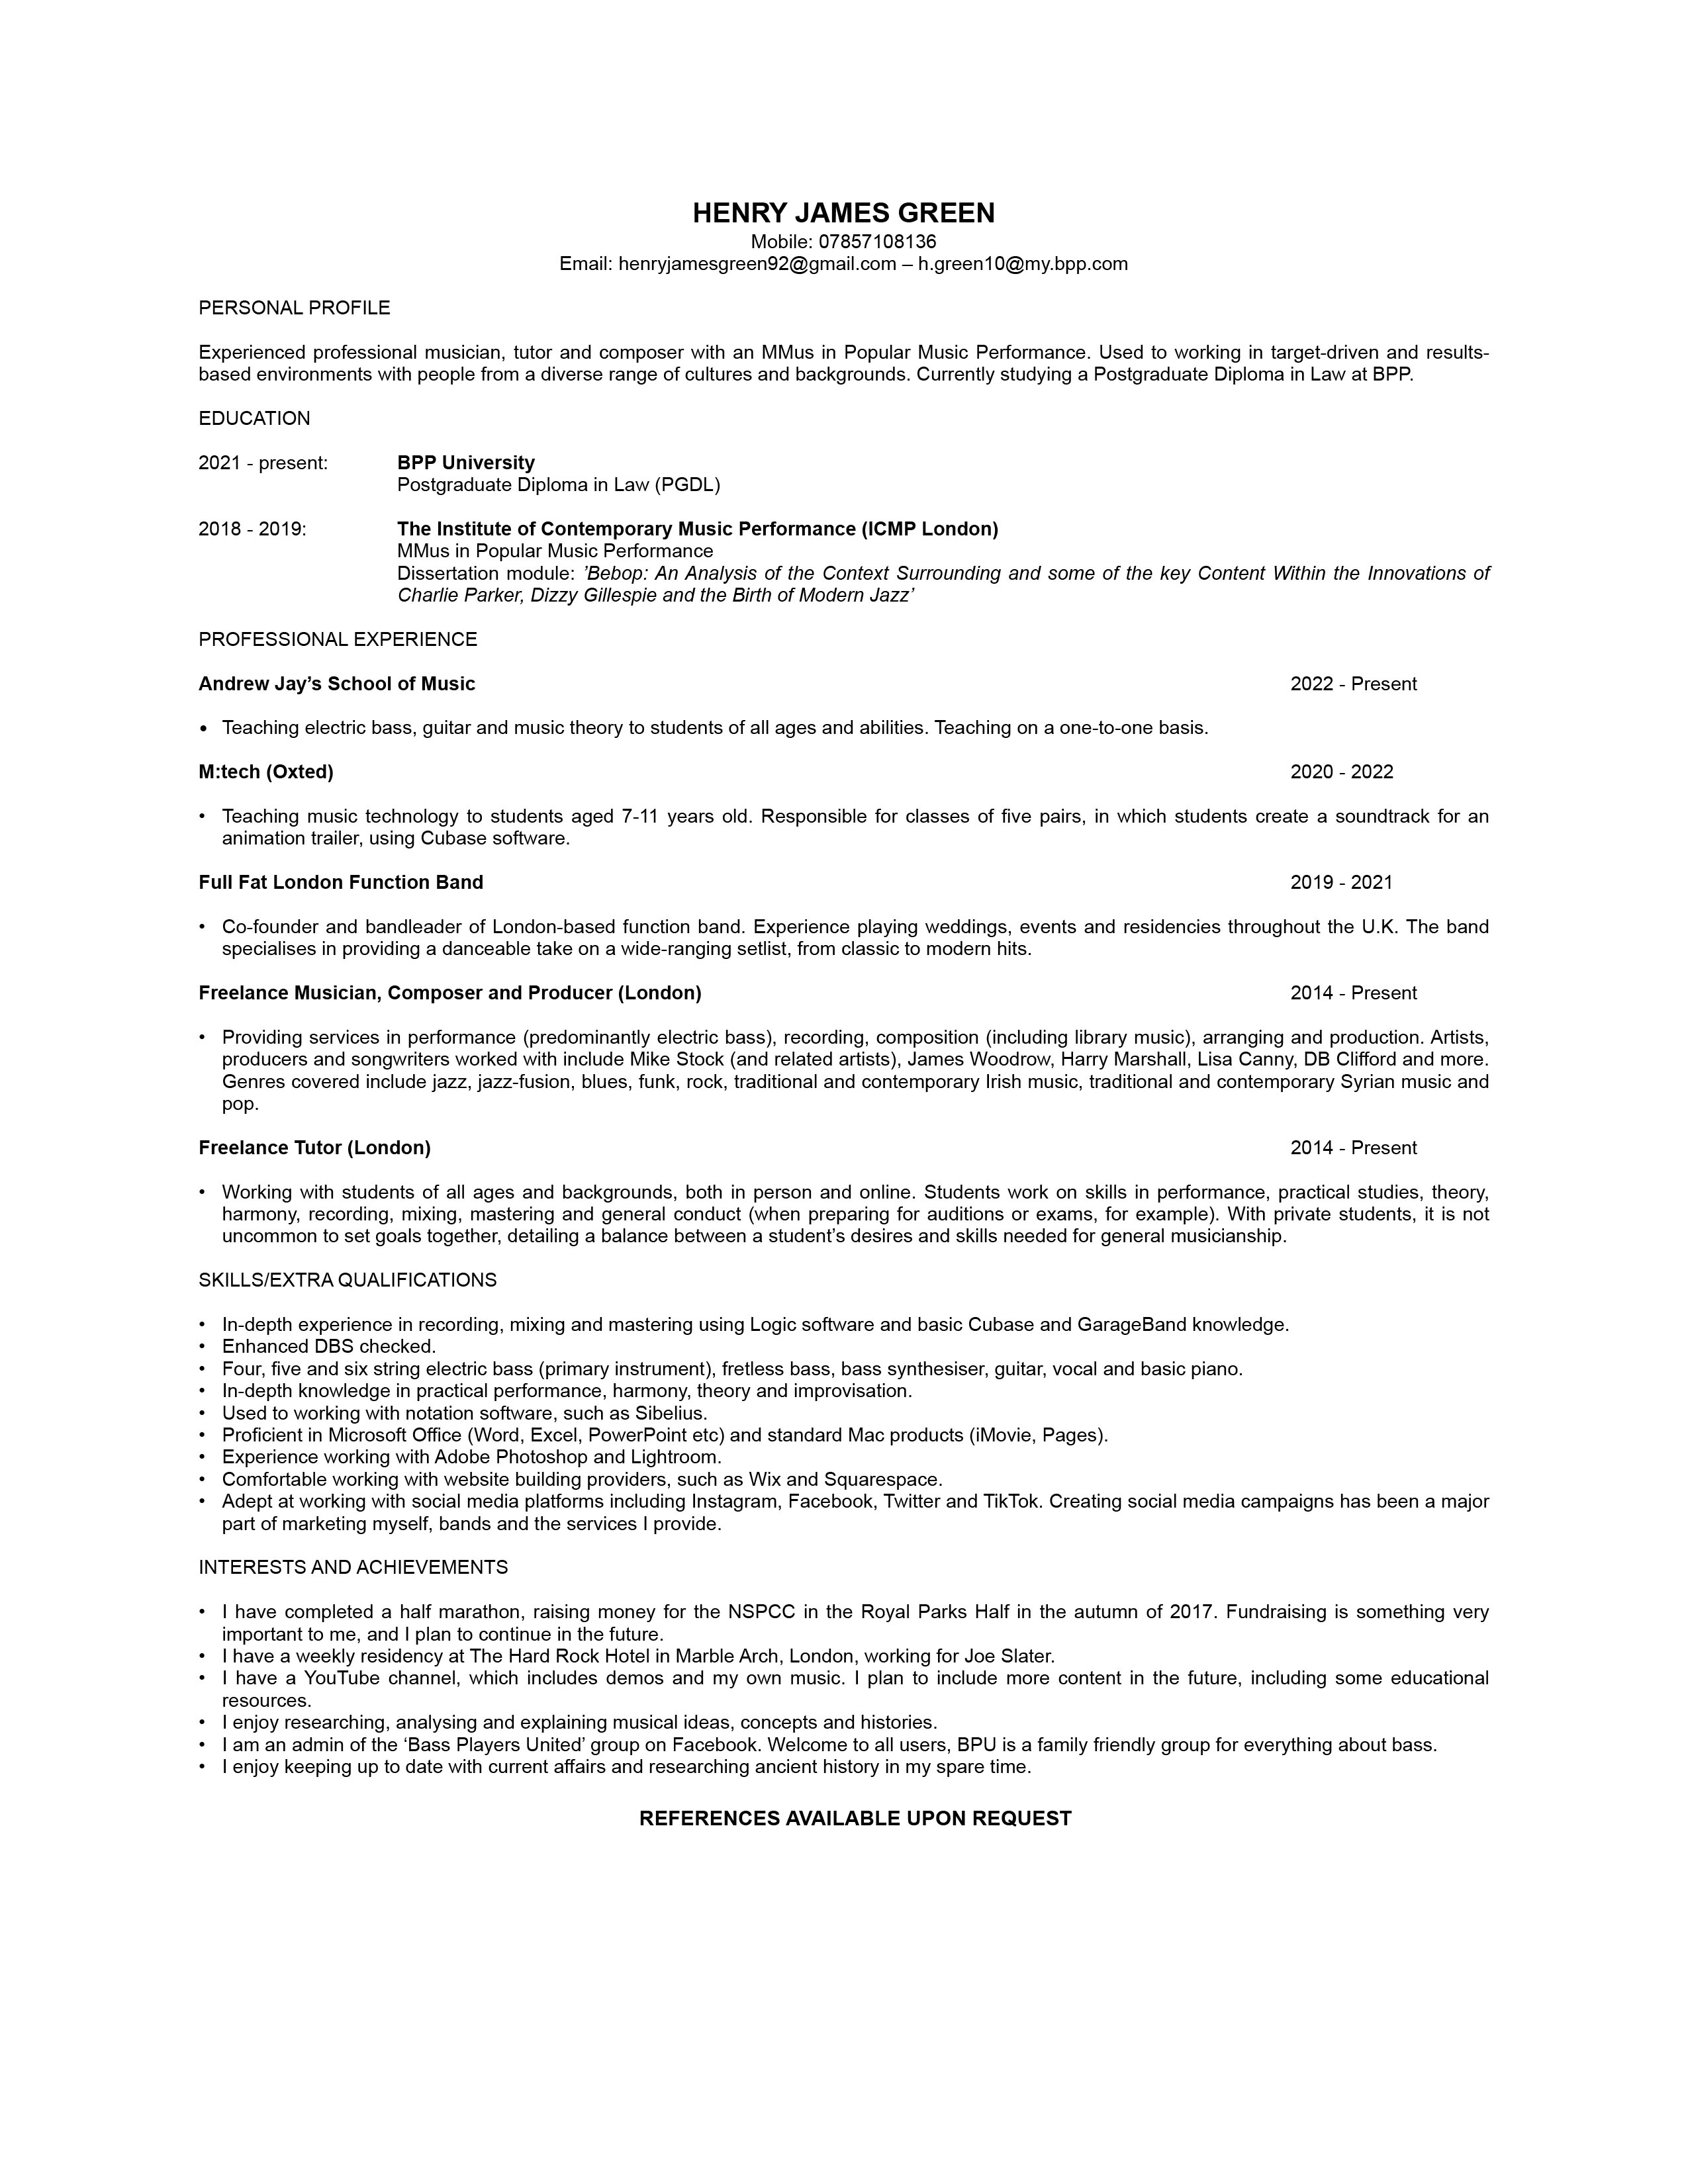 HENRY JAMES GREEN
Mobile: 07857108136
Email: henryjamesgreen92@gmail.com – h.green10@my.bpp.com
PERSONAL PROFILE
Experienced professional musician, tutor and composer with an MMus in Popular Music Performance. Used to working in target-driven and results-
based environments with people from a diverse range of cultures and backgrounds. Currently studying a Postgraduate Diploma in Law at BPP.
EDUCATION
2021 - present: BPP University
Postgraduate Diploma in Law (PGDL)
2018 - 2019: The Institute of Contemporary Music Performance (ICMP London)
MMus in Popular Music Performance
Dissertation module: ’Bebop: An Analysis of the Context Surrounding and some of the key Content Within the Innovations of
Charlie Parker, Dizzy Gillespie and the Birth of Modern Jazz’
PROFESSIONAL EXPERIENCE
Andrew Jay’s School of Music 2022 - Present
• Teaching electric bass, guitar and music theory to students of all ages and abilities. Teaching on a one-to-one basis.
M:tech (Oxted) 2020 - 2022
• Teaching music technology to students aged 7-11 years old. Responsible for classes of five pairs, in which students create a soundtrack for an
animation trailer, using Cubase software.
Full Fat London Function Band 2019 - 2021
• Co-founder and bandleader of London-based function band. Experience playing weddings, events and residencies throughout the U.K. The band
specialises in providing a danceable take on a wide-ranging setlist, from classic to modern hits.
Freelance Musician, Composer and Producer (London) 2014 - Present
• Providing services in performance (predominantly electric bass), recording, composition (including library music), arranging and production. Artists,
producers and songwriters worked with include Mike Stock (and related artists), James Woodrow, Harry Marshall, Lisa Canny, DB Clifford and more.
Genres covered include jazz, jazz-fusion, blues, funk, rock, traditional and contemporary Irish music, traditional and contemporary Syrian music and
pop.
Freelance Tutor (London) 2014 - Present
• Working with students of all ages and backgrounds, both in person and online. Students work on skills in performance, practical studies, theory,
harmony, recording, mixing, mastering and general conduct (when preparing for auditions or exams, for example). With private students, it is not
uncommon to set goals together, detailing a balance between a student’s desires and skills needed for general musicianship.
SKILLS/EXTRA QUALIFICATIONS
• In-depth experience in recording, mixing and mastering using Logic software and basic Cubase and GarageBand knowledge.
• Enhanced DBS checked.
• Four, five and six string electric bass (primary instrument), fretless bass, bass synthesiser, guitar, vocal and basic piano.
• In-depth knowledge in practical performance, harmony, theory and improvisation.
• Used to working with notation software, such as Sibelius.
• Proficient in Microsoft Office (Word, Excel, PowerPoint etc) and standard Mac products (iMovie, Pages).
• Experience working with Adobe Photoshop and Lightroom.
• Comfortable working with website building providers, such as Wix and Squarespace.
• Adept at working with social media platforms including Instagram, Facebook, Twitter and TikTok. Creating social media campaigns has been a major
part of marketing myself, bands and the services I provide.
INTERESTS AND ACHIEVEMENTS
• I have completed a half marathon, raising money for the NSPCC in the Royal Parks Half in the autumn of 2017. Fundraising is something very
important to me, and I plan to continue in the future.
• I have a weekly residency at The Hard Rock Hotel in Marble Arch, London, working for Joe Slater.
• I have a YouTube channel, which includes demos and my own music. I plan to include more content in the future, including some educational
resources.
• I enjoy researching, analysing and explaining musical ideas, concepts and histories.
• I am an admin of the ‘Bass Players United’ group on Facebook. Welcome to all users, BPU is a family friendly group for everything about bass.
• I enjoy keeping up to date with current affairs and researching ancient history in my spare time.
REFERENCES AVAILABLE UPON REQUEST